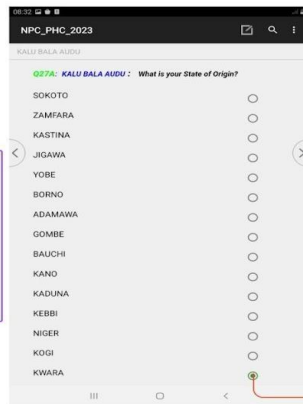 08:32
NPC_PHC_2023
KALU BALA AUDU
Q27A: KALU BALA AUDU : What is your State of Origin?
SOKOTO
ZAMFARA
KASTINA
JIGAWA
YOBE
BORNO
ADAMAWA
GOMBE
BAUCHI
KANO
KADUNA
KEBBI
NIGER
KOGI
KWARA